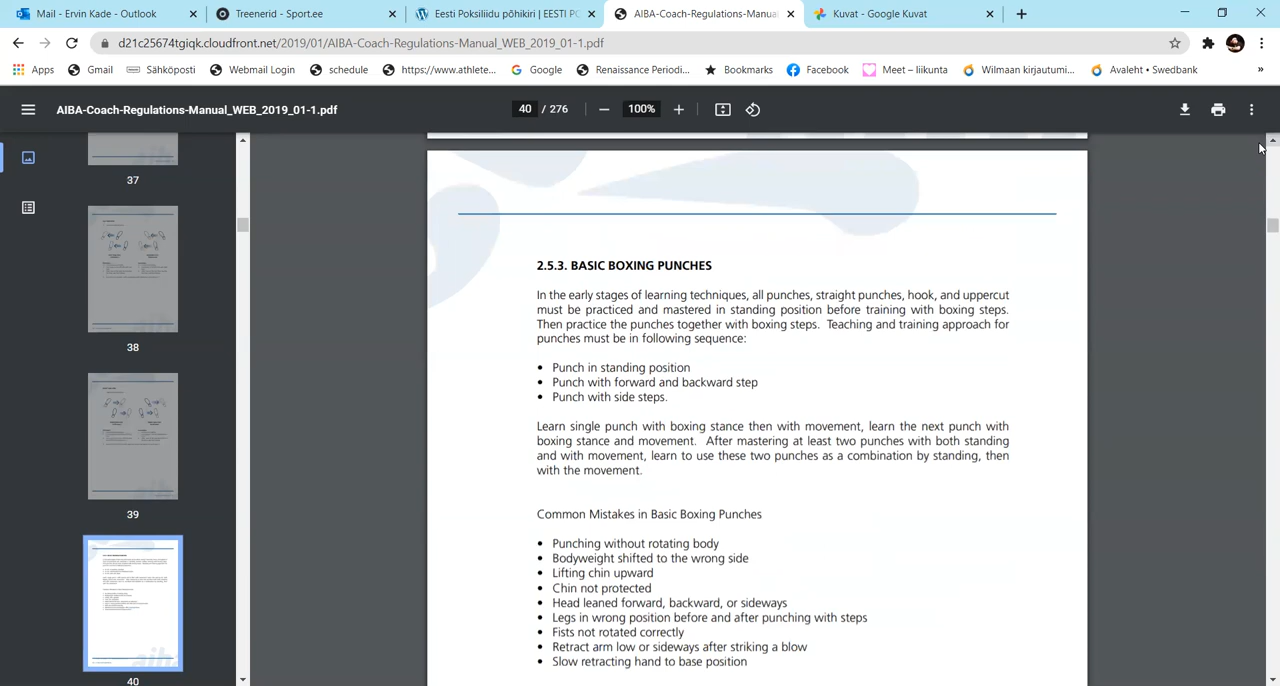 Mail - Ervin Kade - Outlook
Treenerid - Sport.ee
Eesti Poksiliidu põhikiri | EESTI PO
AIBA-Coach-Regulations-Manual
Kuvat - Google Kuvat
d21c25674tgiqk.cloudfront.net/2019/01/AIBA-Coach-Regulations-Manual_WEB_2019_01-1.pdf
Apps
Gmail
Sähköposti
Webmail Login
schedule
https://www.athlete...
Google
Renaissance Periodi...
Bookmarks
Facebook
Meet – liikunta
Wilmaan kirjautumi...
Avaleht • Swedbank
»
AIBA-Coach-Regulations-Manual_WEB_2019_01-1.pdf
40 / 276
100%
37
38
39
40
2.5.3. BASIC BOXING PUNCHES
In the early stages of learning techniques, all punches, straight punches, hook, and uppercut
must be practiced and mastered in standing position before training with boxing steps.
Then practice the punches together with boxing steps. Teaching and training approach for
punches must be in following sequence:
• Punch in standing position
• Punch with forward and backward step
• Punch with side steps.
Learn single punch with boxing stance then with movement, learn the next punch with
boxing stance and movement. After mastering at least two punches with both standing
and with movement, learn to use these two punches as a combination by standing, then
with the movement.
Common Mistakes in Basic Boxing Punches
Punching without rotating body
Bodyweight shifted to the wrong side
• Lifting chin upward
Chin not protected
Head leaned forward, backward, or sideways
• Legs in wrong position before and after punching with steps
• Fists not rotated correctly
• Retract arm low or sideways after striking a blow
• Slow retracting hand to base position